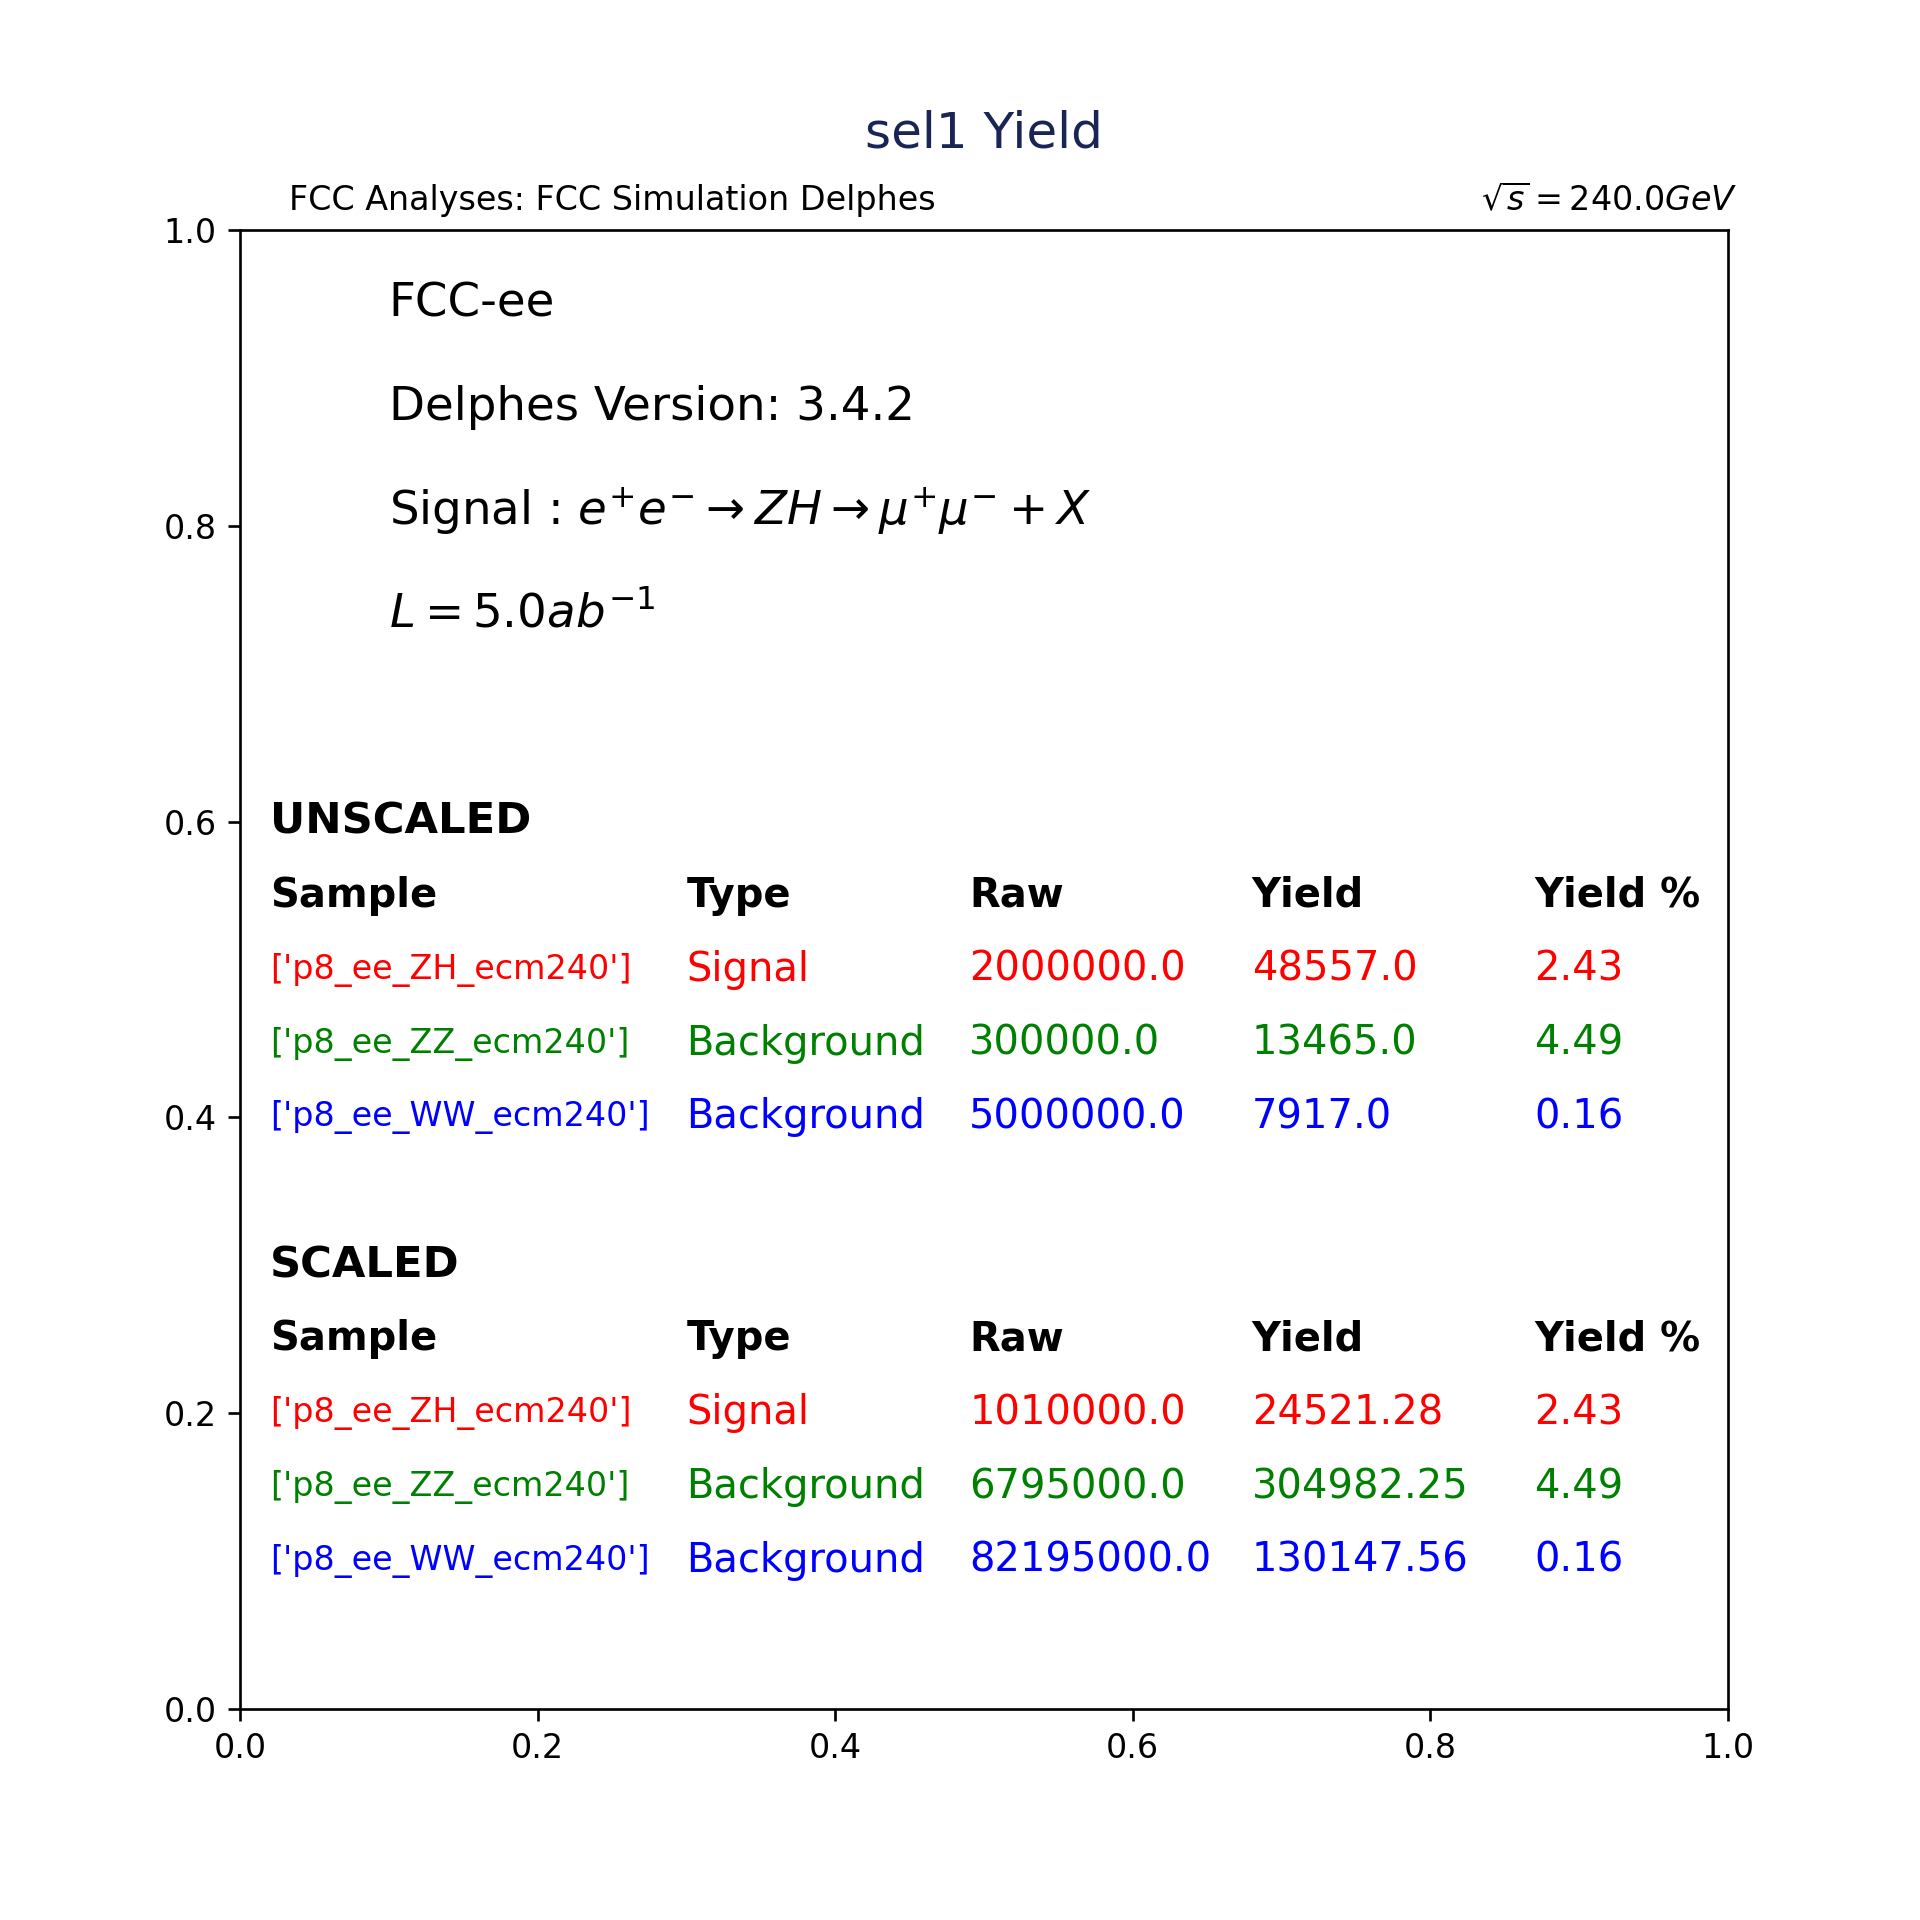 sel1 Yield
FCC Analyses: FCC Simulation Delphes √s = 240.0GeV
1.0
FCC-ee
Delphes Version: 3.4.2
Signal : e⁺e⁻ → ZH → μ⁺μ⁻ + X
0.8
L = 5.0ab⁻¹
UNSCALED
0.6
Sample Type Raw Yield Yield %
['p8_ee_ZH_ecm240'] Signal 2000000.0 48557.0 2.43
['p8_ee_ZZ_ecm240'] Background 300000.0 13465.0 4.49
0.4 ['p8_ee_WW_ecm240'] Background 5000000.0 7917.0 0.16
SCALED
Sample Type Raw Yield Yield %
0.2 ['p8_ee_ZH_ecm240'] Signal 1010000.0 24521.28 2.43
['p8_ee_ZZ_ecm240'] Background 6795000.0 304982.25 4.49
['p8_ee_WW_ecm240'] Background 82195000.0 130147.56 0.16
0.0
0.0 0.2 0.4 0.6 0.8 1.0